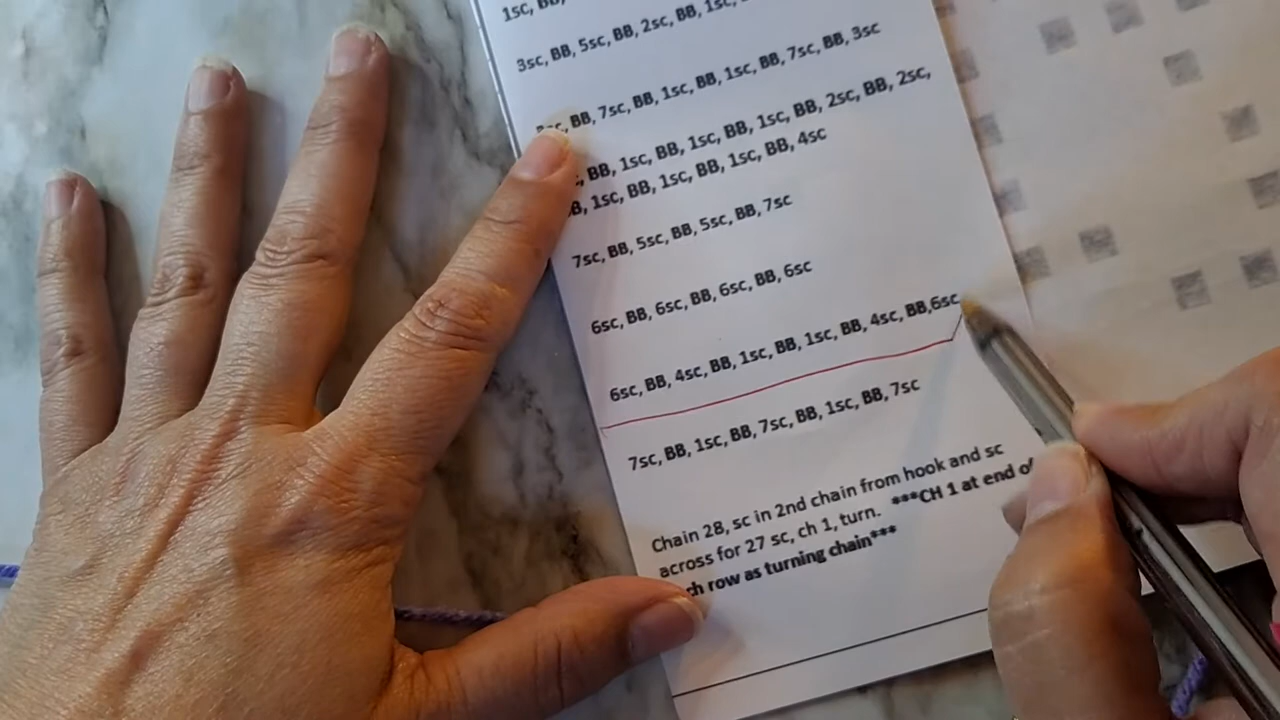 1sc, BB,
3sc, BB, 5sc, BB, 2sc, BB, 1sc,
BB, 7sc, BB, 1sc, BB, 1sc, BB, 7sc, BB, 3sc
BB, 1sc, BB, 1sc, BB, 1sc, BB, 2sc, BB, 2sc,
BB, 1sc, BB, 1sc, BB, 1sc, BB, 4sc
7sc, BB, 5sc, BB, 5sc, BB, 7sc
6sc, BB, 6sc, BB, 6sc, BB, 6sc
6sc, BB, 4sc, BB, 1sc, BB, 1sc, BB, 4sc, BB,6sc
7sc, BB, 1sc, BB, 7sc, BB, 1sc, BB, 7sc
Chain 28, sc in 2nd chain from hook and sc
across for 27 sc, ch 1, turn. ***CH 1 at end of
row as turning chain***